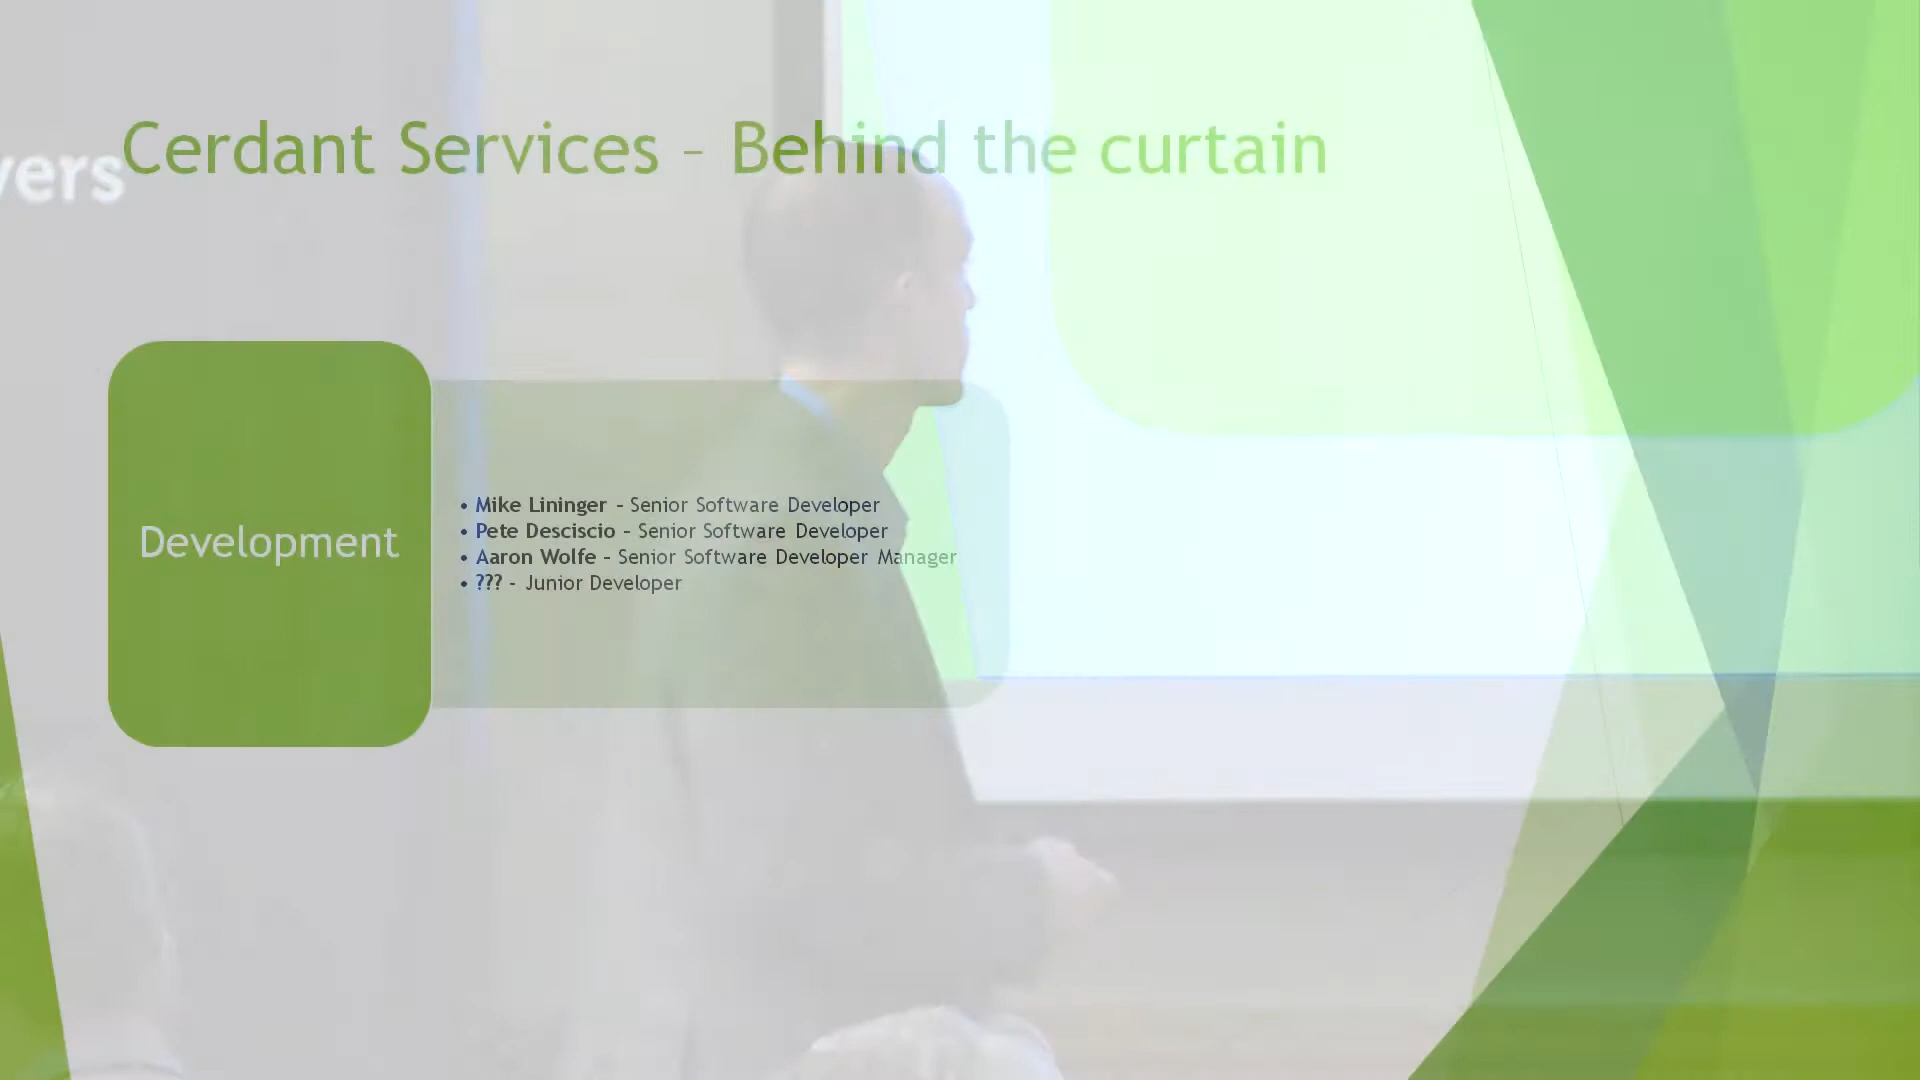 Cerdant Services – Behind the curtain
vers
Development
• Mike Lininger – Senior Software Developer
• Pete Desciscio – Senior Software Developer
• Aaron Wolfe – Senior Software Developer Manager
• ??? - Junior Developer